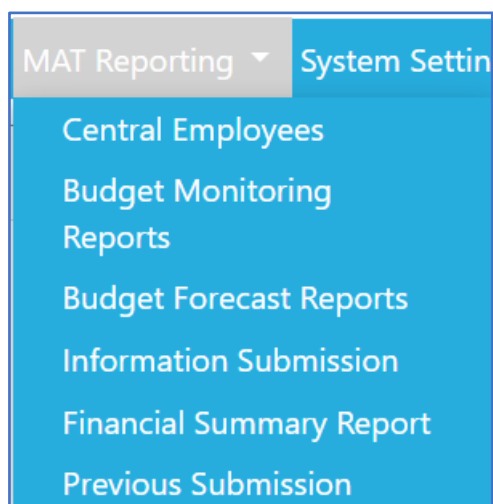 MAT Reporting System Settin
Central Employees
Budget Monitoring
Reports
Budget Forecast Reports
Information Submission
Financial Summary Report
Previous Submission